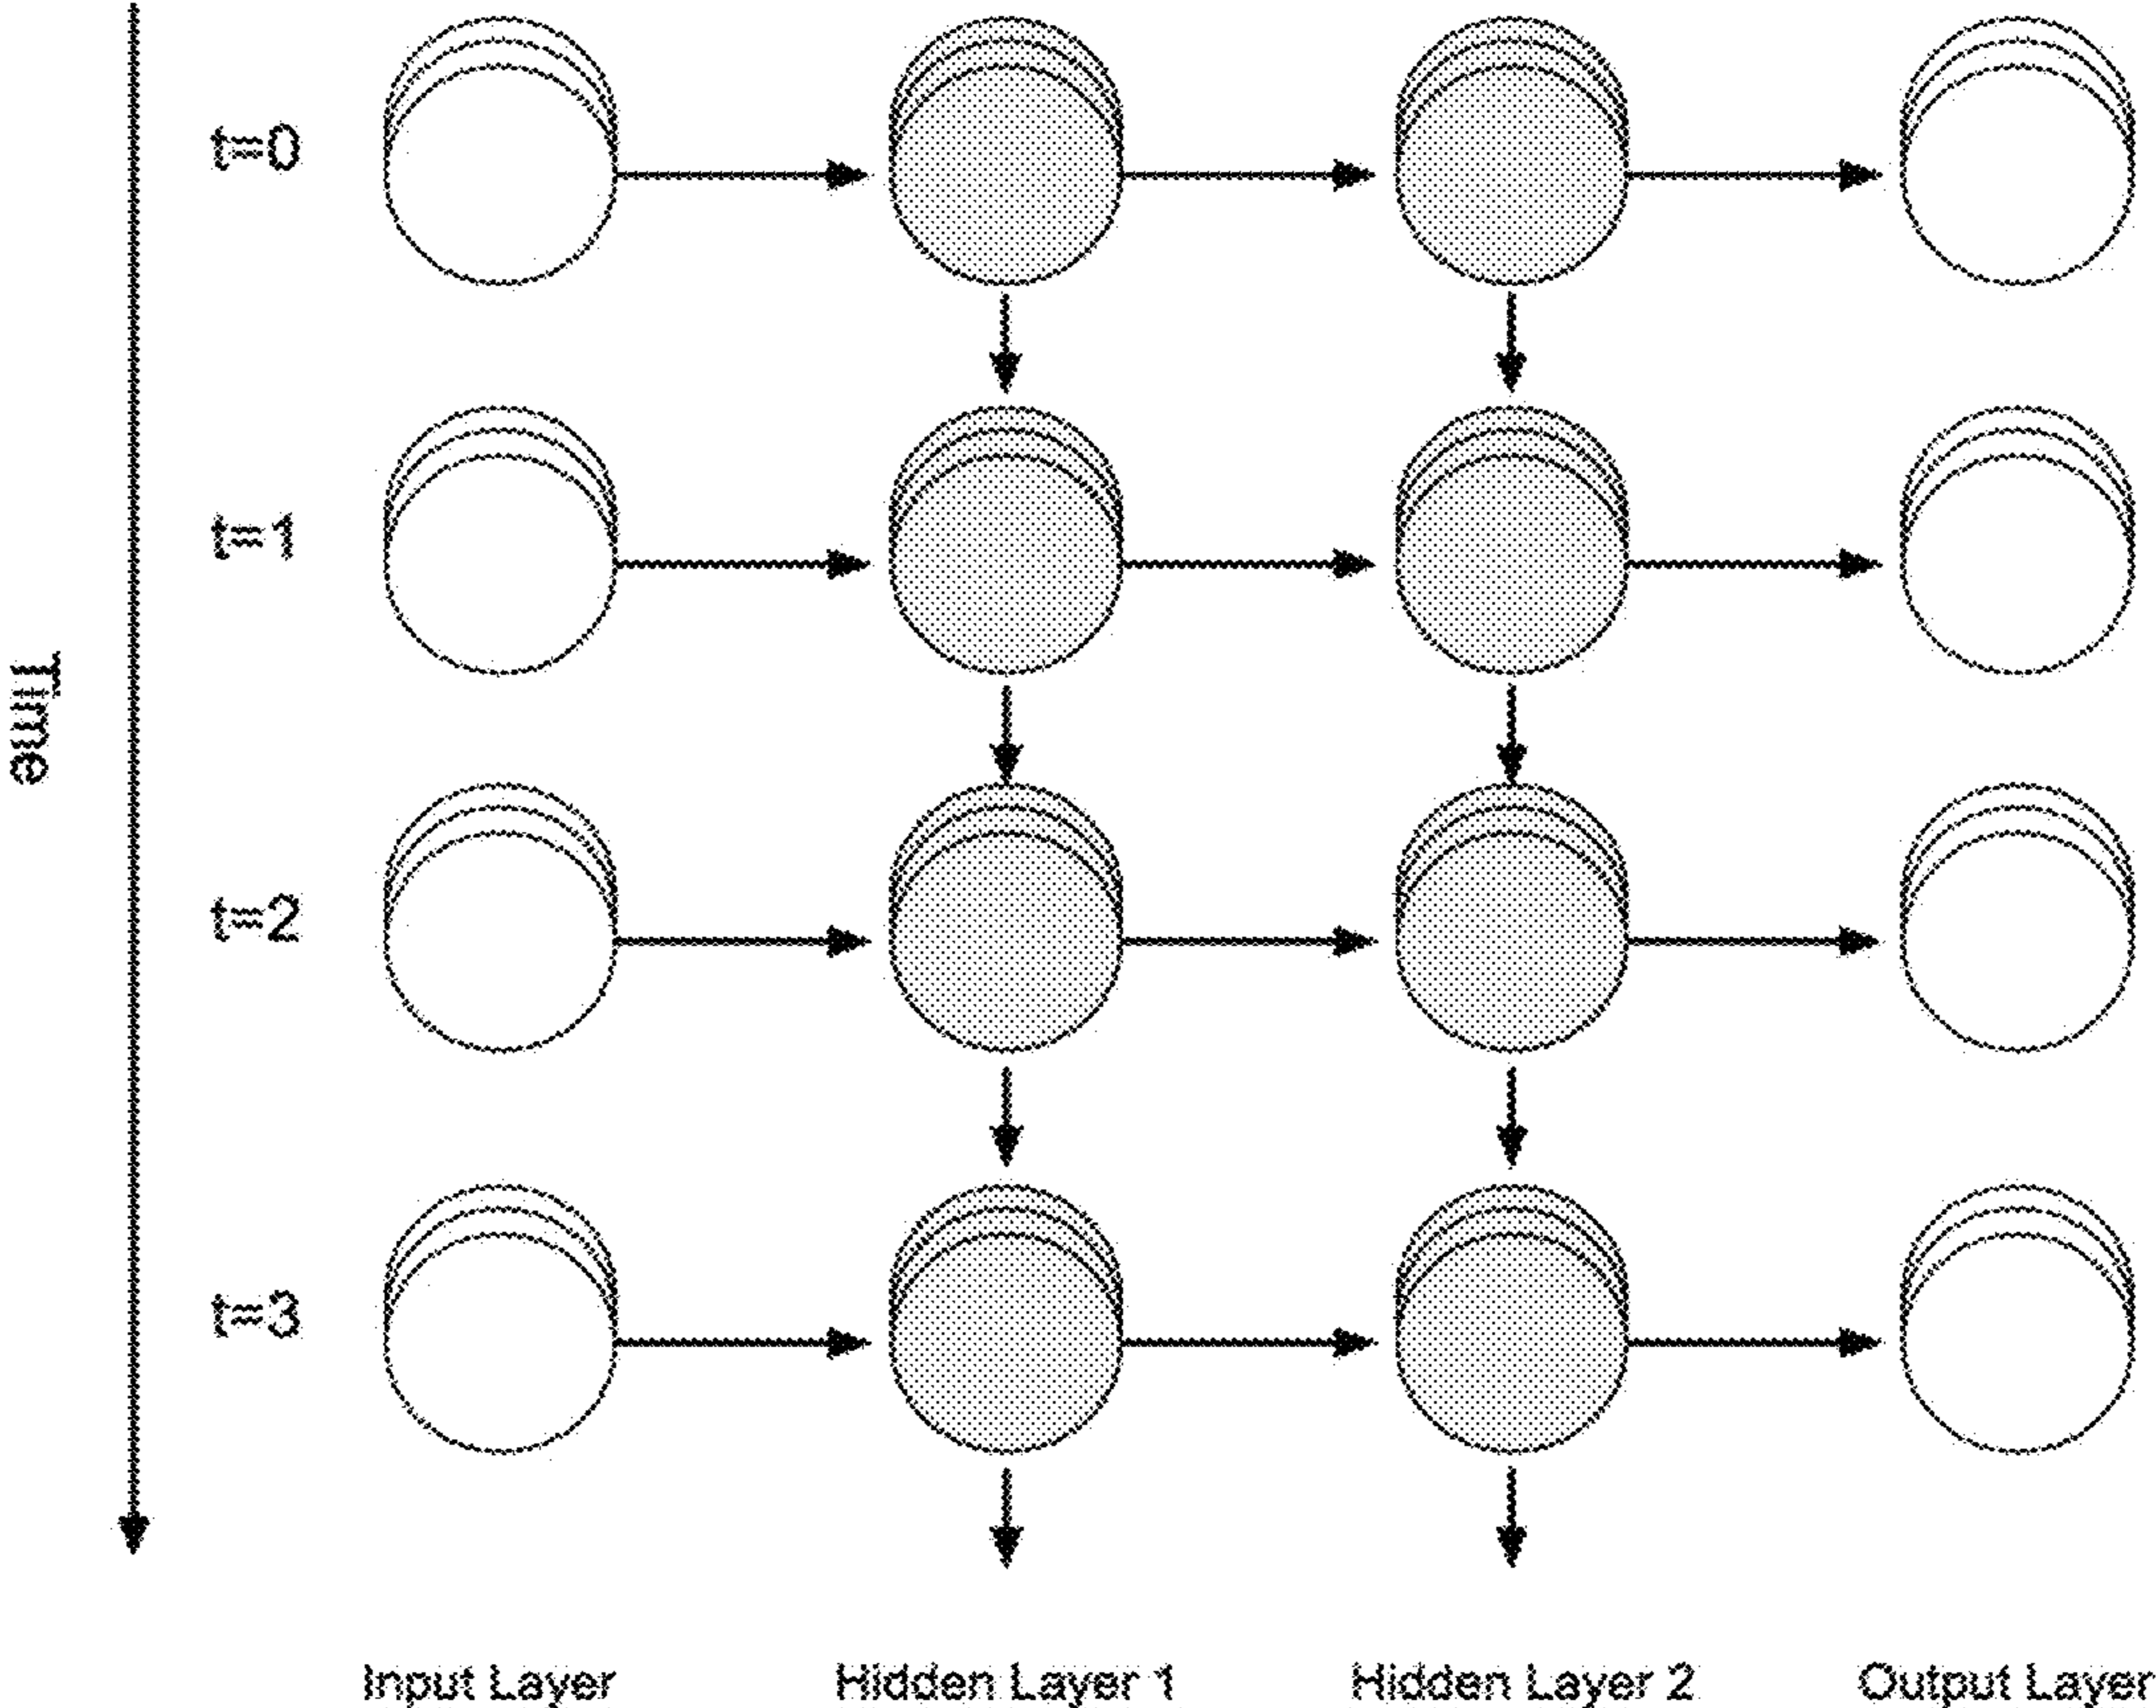 Time
t=0
t=1
t=2
t=3
Input Layer
Hidden Layer 1
Hidden Layer 2
Output Layer